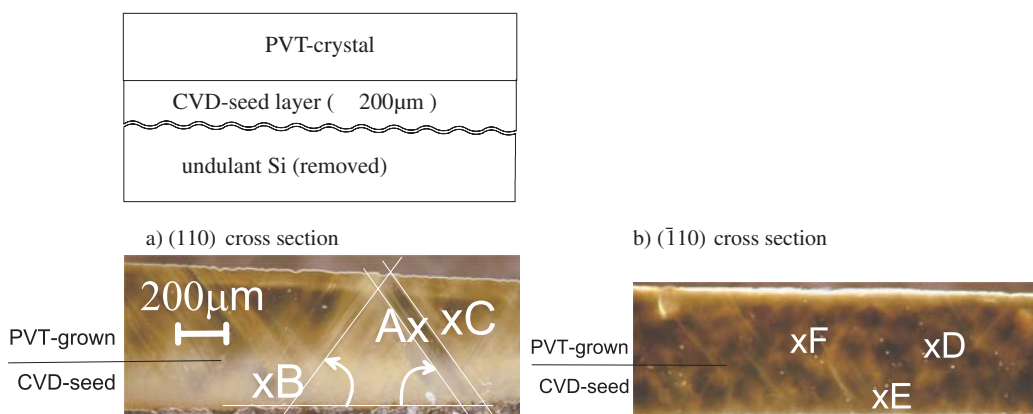 PVT-crystal
CVD-seed layer ( 200μm )
undulant Si (removed)
a) (110) cross section
b) (1̄10) cross section
200μm
PVT-grown
CVD-seed
Ax
xC
xB
PVT-grown
CVD-seed
xF
xD
xE